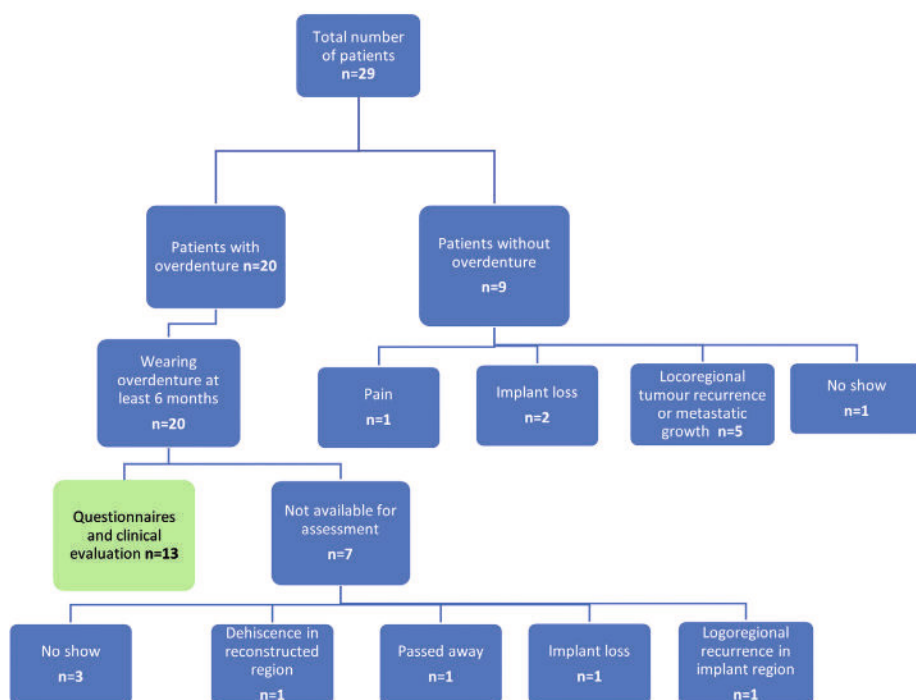 Total number
of patients
n=29
Patients with
overdenture n=20
Patients without
overdenture
n=9
Wearing
overdenture at
least 6 months
n=20
Pain
n=1
Implant loss
n=2
Locoregional
tumour recurrence
or metastatic
growth n=5
No show
n=1
Questionnaires
and clinical
evaluation n=13
Not available for
assessment
n=7
No show
n=3
Dehiscence in
reconstructed
region
n=1
Passed away
n=1
Implant loss
n=1
Logoregional
recurrence in
implant region
n=1